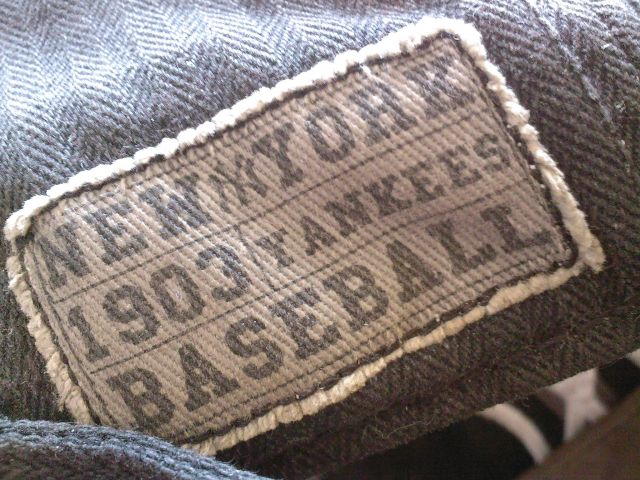 NEW YORK
1903 YANKEES
BASEBALL